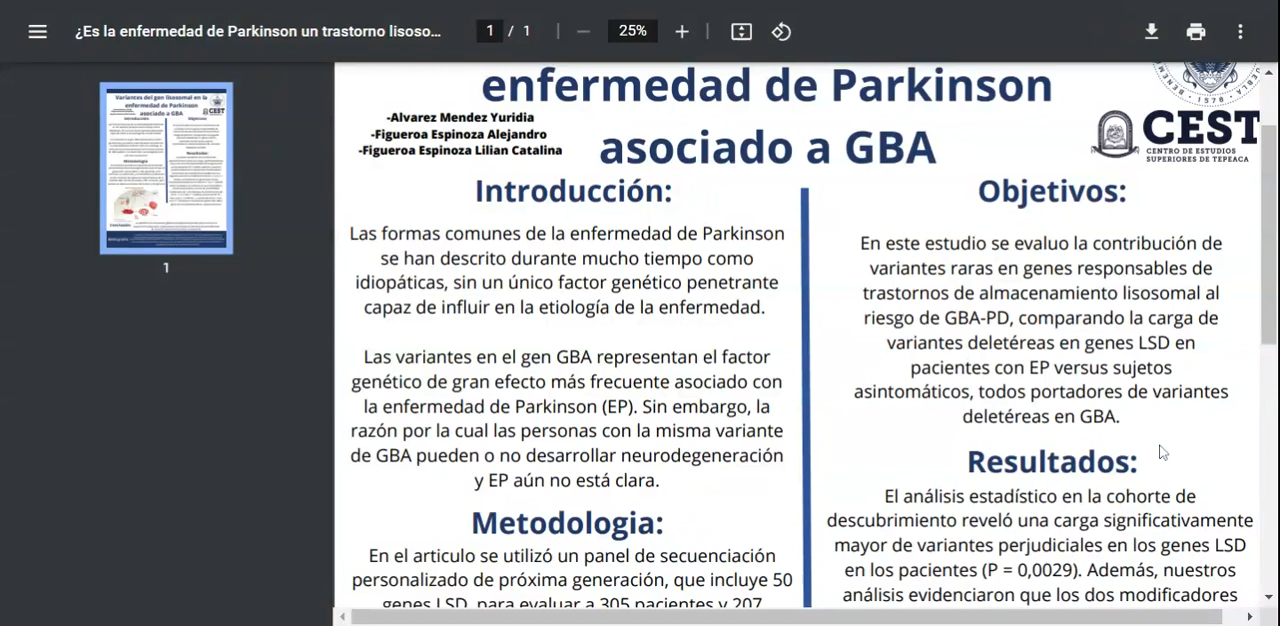 ¿Es la enfermedad de Parkinson un trastorno lisoso...
1 / 1
25%
1
enfermedad de Parkinson
asociado a GBA
-Alvarez Mendez Yuridia
-Figueroa Espinoza Alejandro
-Figueroa Espinoza Lilian Catalina
1578
CEST
CENTRO DE ESTUDIOS
SUPERIORES DE TEPEACA
Introducción:
Las formas comunes de la enfermedad de Parkinson
se han descrito durante mucho tiempo como
idiopáticas, sin un único factor genético penetrante
capaz de influir en la etiología de la enfermedad.
Las variantes en el gen GBA representan el factor
genético de gran efecto más frecuente asociado con
la enfermedad de Parkinson (EP). Sin embargo, la
razón por la cual las personas con la misma variante
de GBA pueden o no desarrollar neurodegeneración
y EP aún no está clara.
Metodologia:
En el articulo se utilizó un panel de secuenciación
personalizado de próxima generación, que incluye 50
genes LSD, para evaluar a 305 pacientes y 207
Objetivos:
En este estudio se evaluo la contribución de
variantes raras en genes responsables de
trastornos de almacenamiento lisosomal al
riesgo de GBA-PD, comparando la carga de
variantes deletéreas en genes LSD en
pacientes con EP versus sujetos
asintomáticos, todos portadores de variantes
deletéreas en GBA.
Resultados:
El análisis estadístico en la cohorte de
descubrimiento reveló una carga significativamente
mayor de variantes perjudiciales en los genes LSD
en los pacientes (P = 0,0029). Además, nuestros
análisis evidenciaron que los dos modificadores